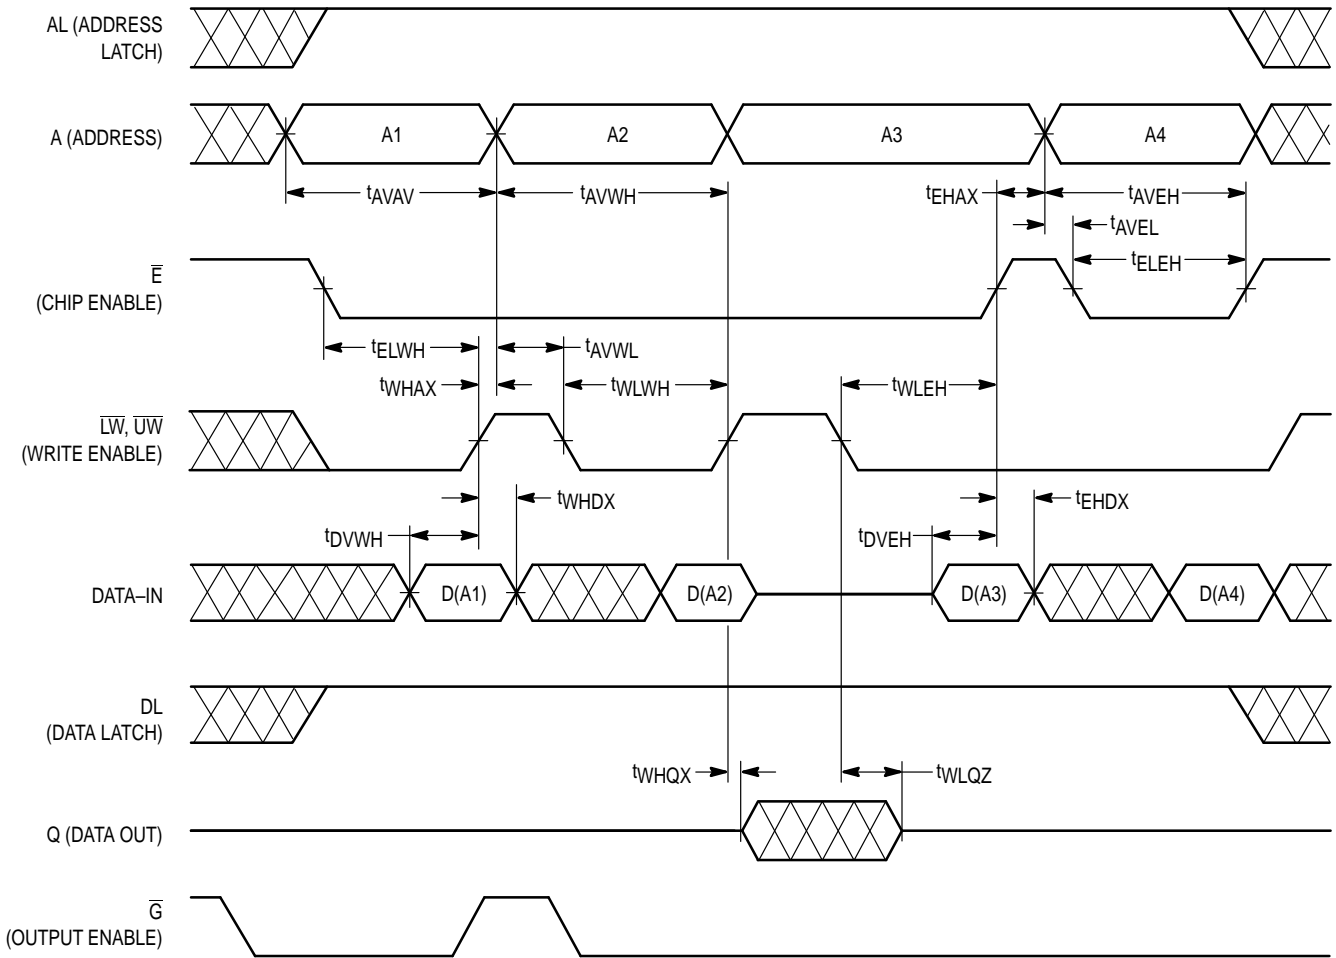 AL (ADDRESS
LATCH)
A (ADDRESS)
A1
A2
A3
A4
tAVAV
tAVWH
tEHAX
tAVEH
tAVEL
E̅
(CHIP ENABLE)
tELEH
tELWH
tAVWL
tWHAX
tWLWH
tWLEH
L̅W̅, U̅W̅
(WRITE ENABLE)
tWHDX
tEHDX
tDVWH
tDVEH
DATA–IN
D(A1)
D(A2)
D(A3)
D(A4)
DL
(DATA LATCH)
tWHQX
tWLQZ
Q (DATA OUT)
G̅
(OUTPUT ENABLE)